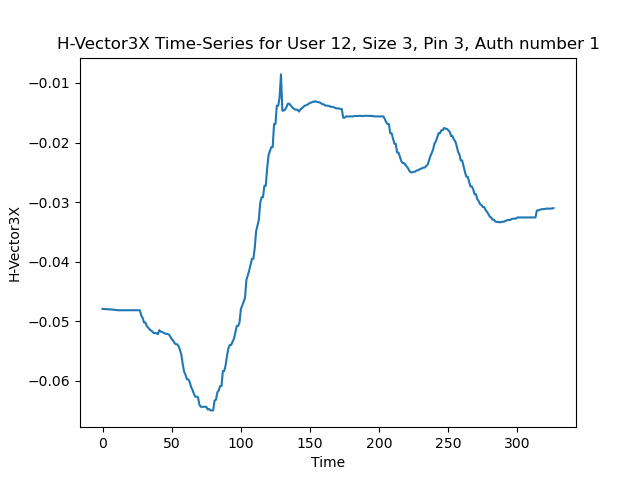 H-Vector3X Time-Series for User 12, Size 3, Pin 3, Auth number 1
−0.01
−0.02
−0.03
−0.04
−0.05
−0.06
H-Vector3X
0 50 100 150 200 250 300
Time